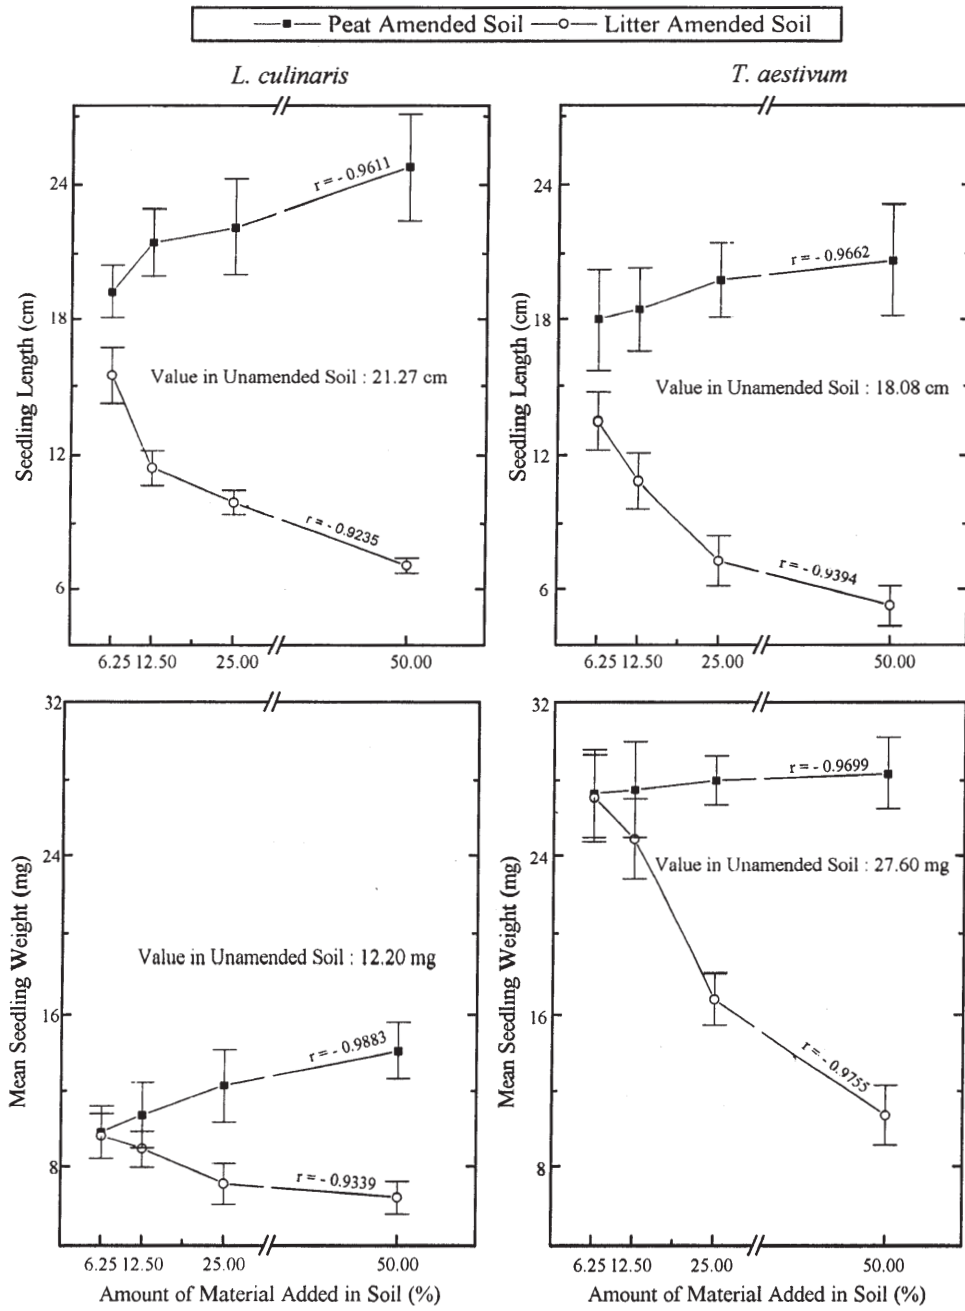 Peat Amended Soil Litter Amended Soil
L. culinaris
T. aestivum
Seedling Length (cm)
24
18
12
6
r = - 0.9611
Value in Unamended Soil : 21.27 cm
r = - 0.9235
6.25 12.50 25.00 50.00
Seedling Length (cm)
24
18
12
6
r = - 0.9662
Value in Unamended Soil : 18.08 cm
r = - 0.9394
6.25 12.50 25.00 50.00
Mean Seedling Weight (mg)
32
24
16
8
Value in Unamended Soil : 12.20 mg
r = - 0.9883
r = - 0.9339
6.25 12.50 25.00 50.00
Amount of Material Added in Soil (%)
Mean Seedling Weight (mg)
32
24
16
8
r = - 0.9699
Value in Unamended Soil : 27.60 mg
r = - 0.9755
6.25 12.50 25.00 50.00
Amount of Material Added in Soil (%)